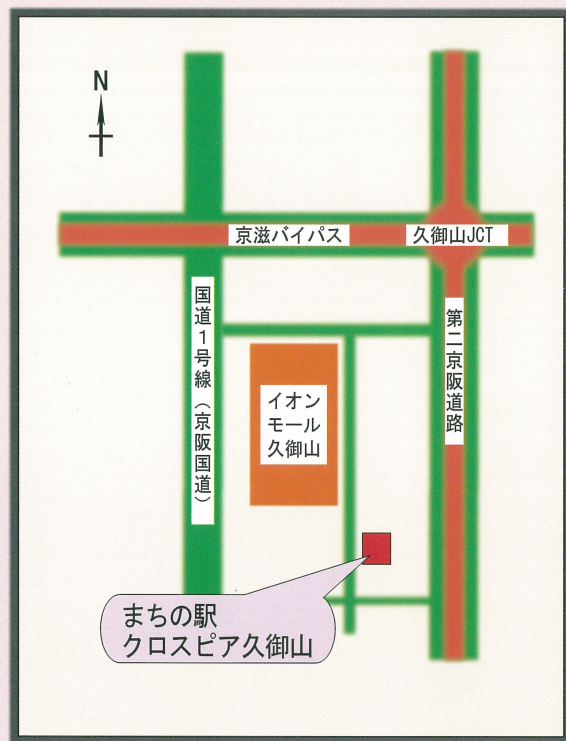 N
京滋バイパス
久御山JCT
国道1号線（京阪国道）
第二京阪道路
イオン
モール
久御山
まちの駅
クロスピア久御山